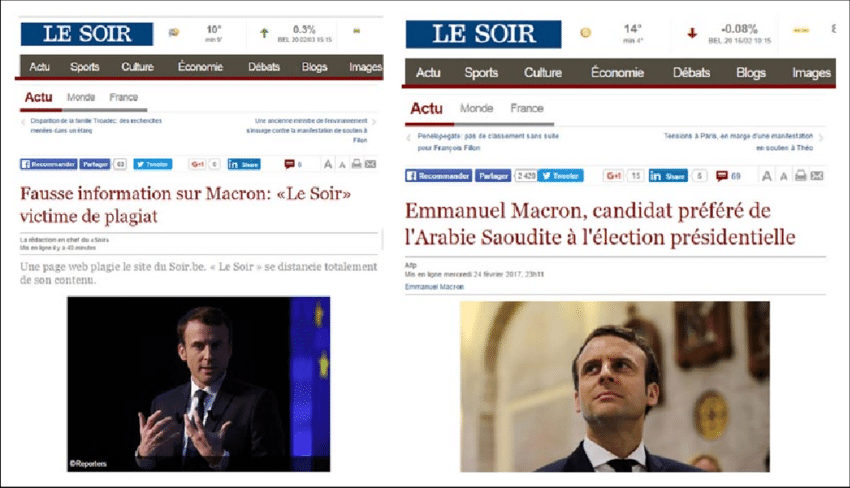 LE SOIR
10°
min 5°
0.3%
BEL 20 02/03 15:15
Actu Sports Culture Économie Débats Blogs Images
Actu Monde France
Disparition de la famille Troadec: des recherches
menées dans un étang
Une ancienne ministre de l'environnement
s'insurge contre la manifestation de soutien à
Fillon
Recommander Partager 63 Tweeter G+1 0 in Share 6 A A
Fausse information sur Macron: «Le Soir»
victime de plagiat
La rédaction en chef du «Soir»
Mis en ligne il y a 43 minutes
Une page web plagie le site du Soir.be. « Le Soir » se distancie totalement
de son contenu.
©Reporters
LE SOIR
14°
min 4°
-0.08%
BEL 20 16/02 10:15
Actu Sports Culture Économie Débats Blogs Images
Actu Monde France
Penelopegate: pas de classement sans suite
pour François Fillon
Tensions à Paris, en marge d'une manifestation
en soutien à Théo
Recommander Partager 2 420 Tweeter G+1 15 in Share 5 69 A A
Emmanuel Macron, candidat préféré de
l'Arabie Saoudite à l'élection présidentielle
Afp
Mis en ligne mercredi 24 février 2017, 23h11
Emmanuel Macron